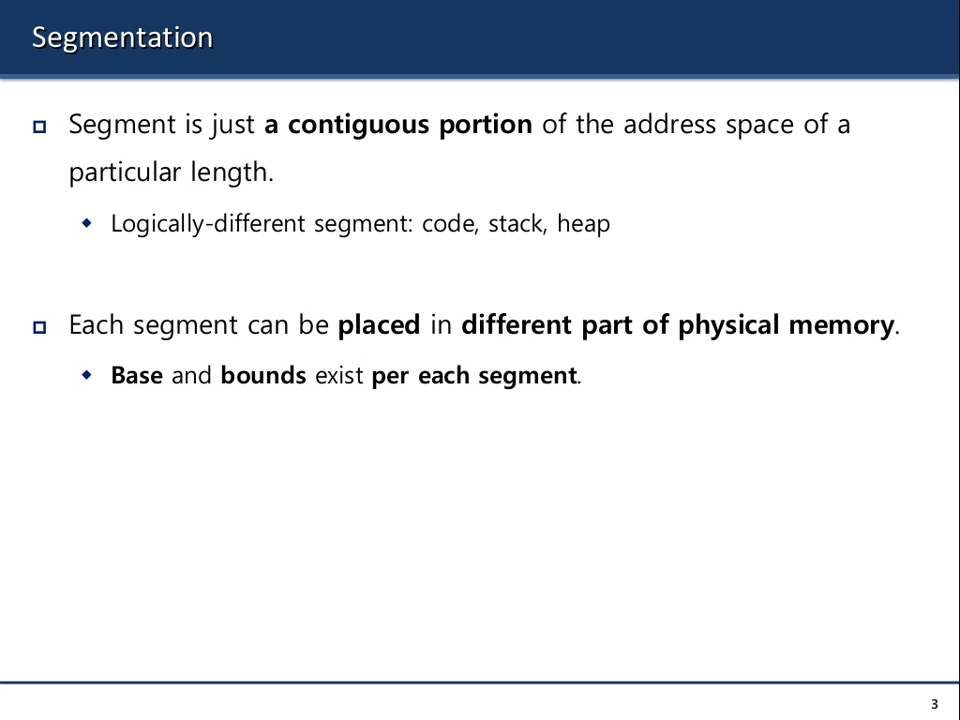 Segmentation
Segment is just a contiguous portion of the address space of a
particular length.
Logically-different segment: code, stack, heap
Each segment can be placed in different part of physical memory.
Base and bounds exist per each segment.
3